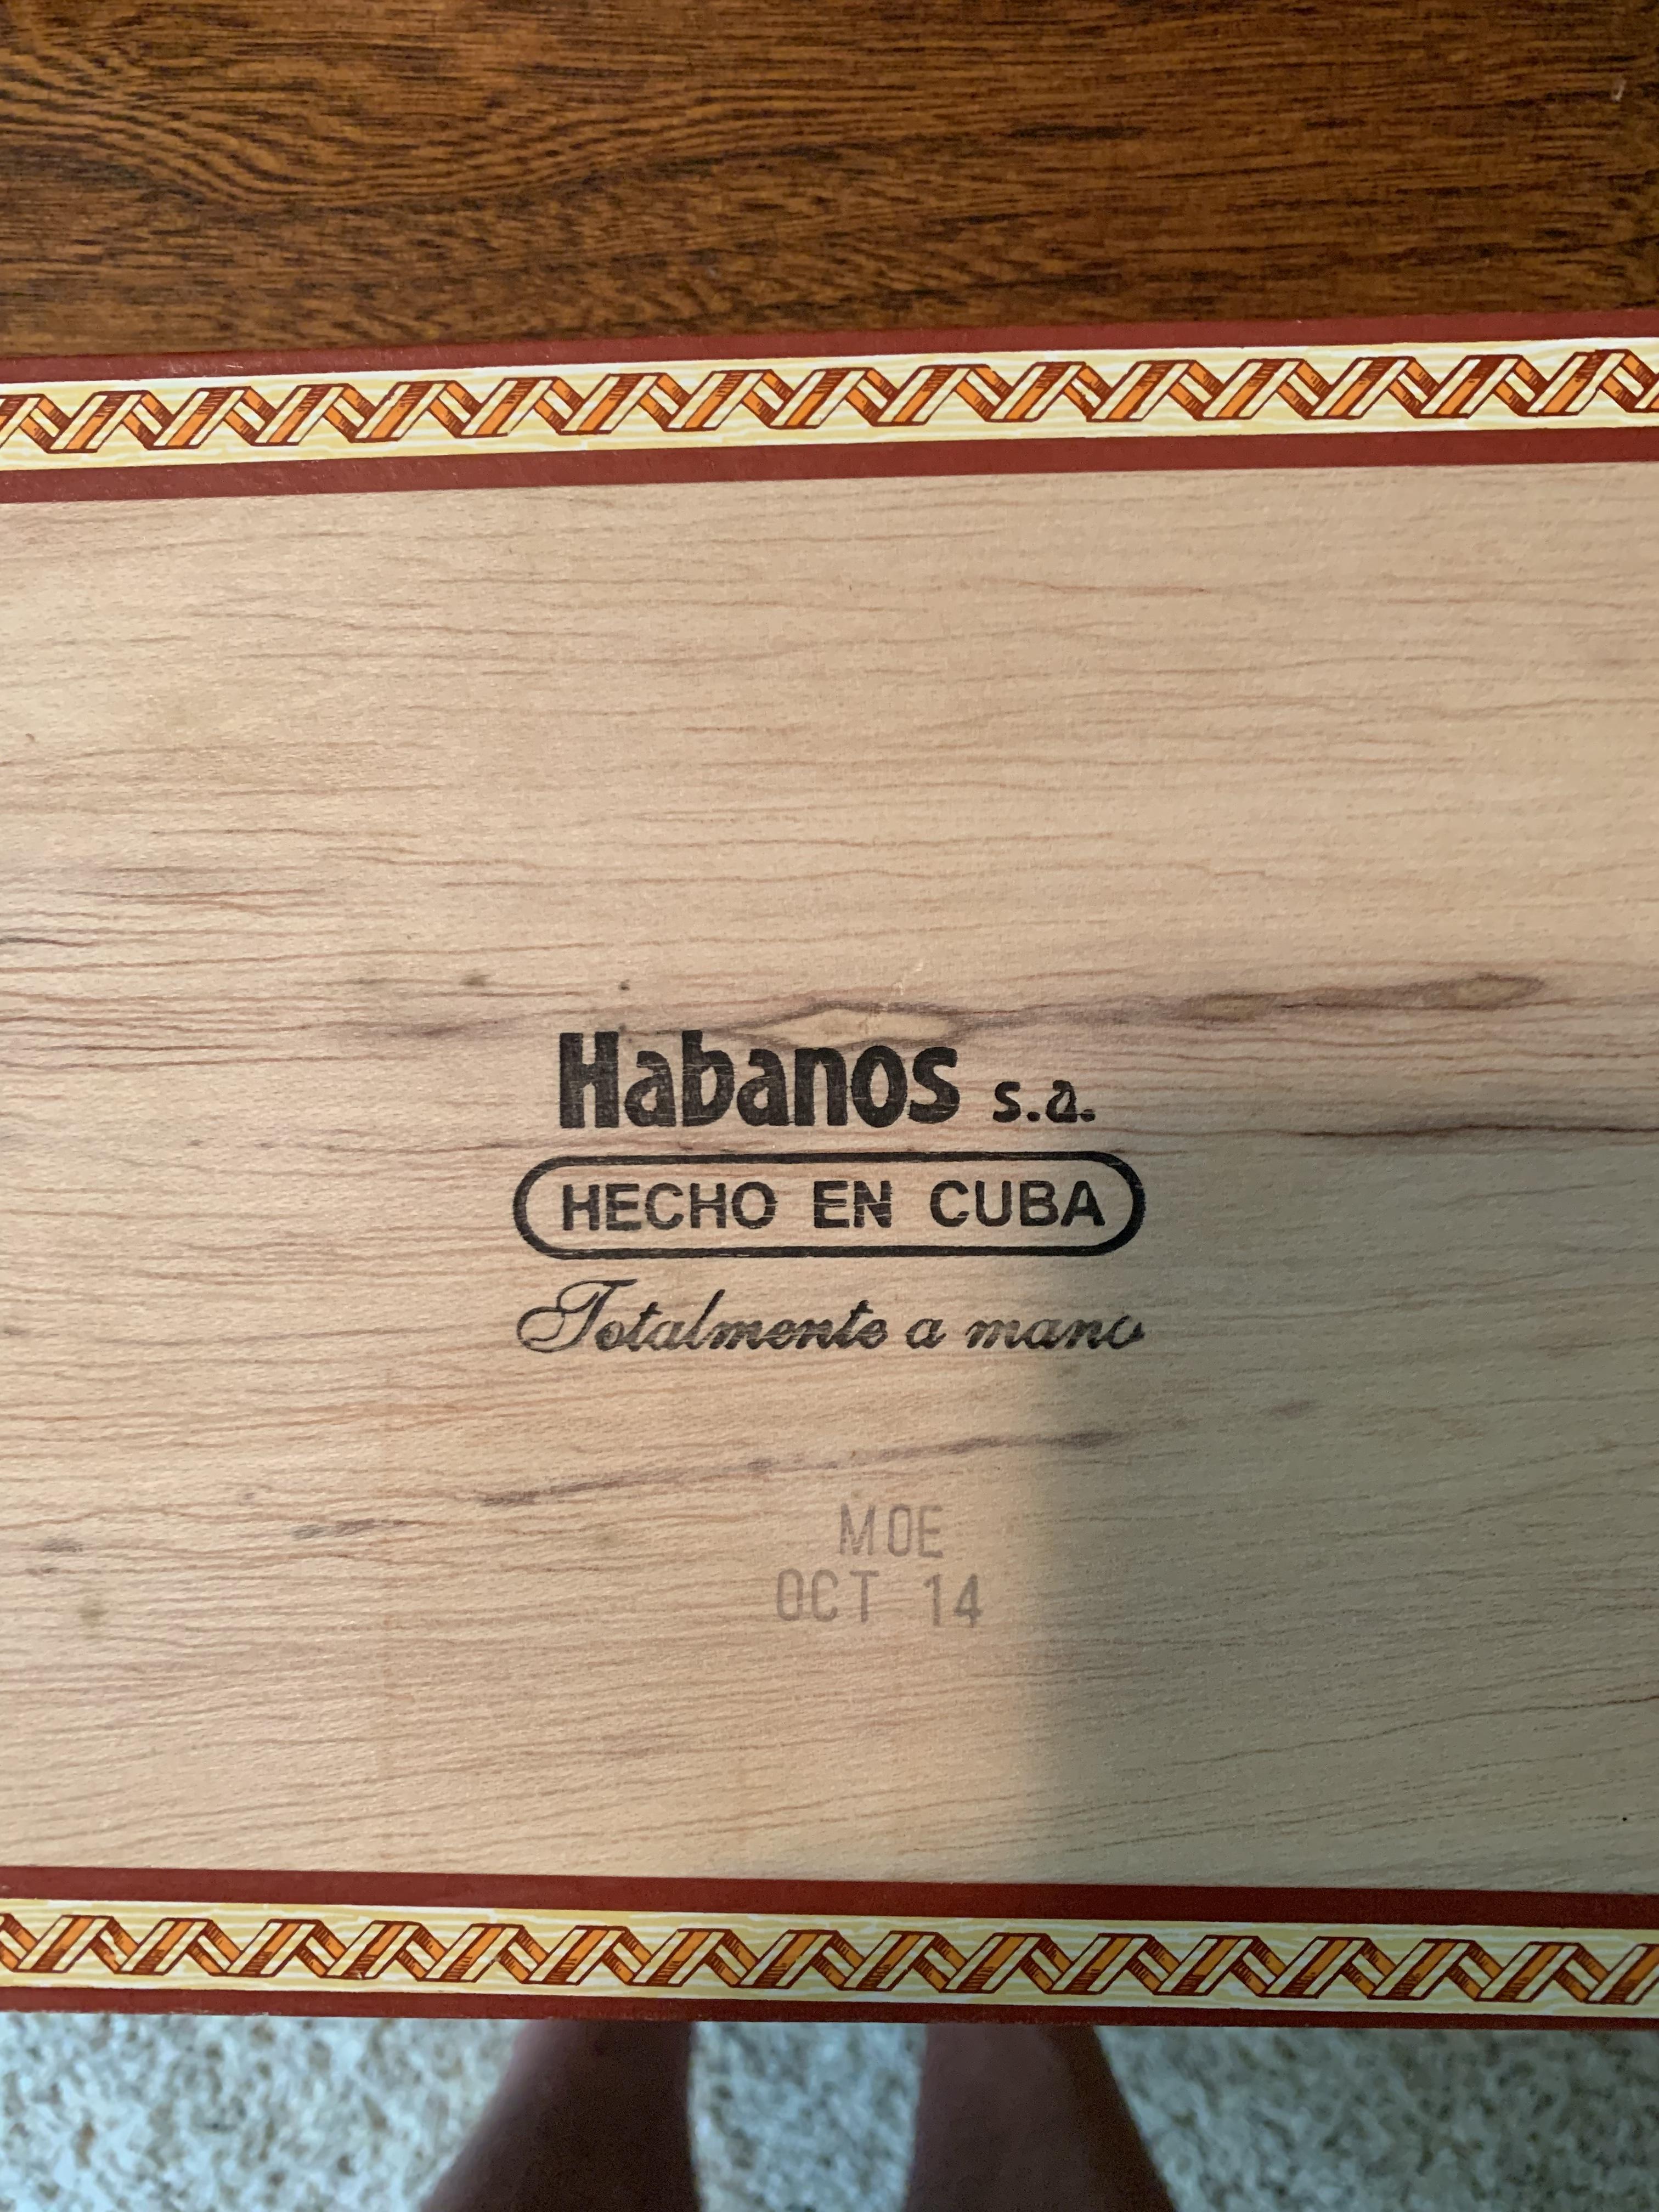 Habanos s.a.
HECHO EN CUBA
Totalmente a mano
MOE
OCT 14